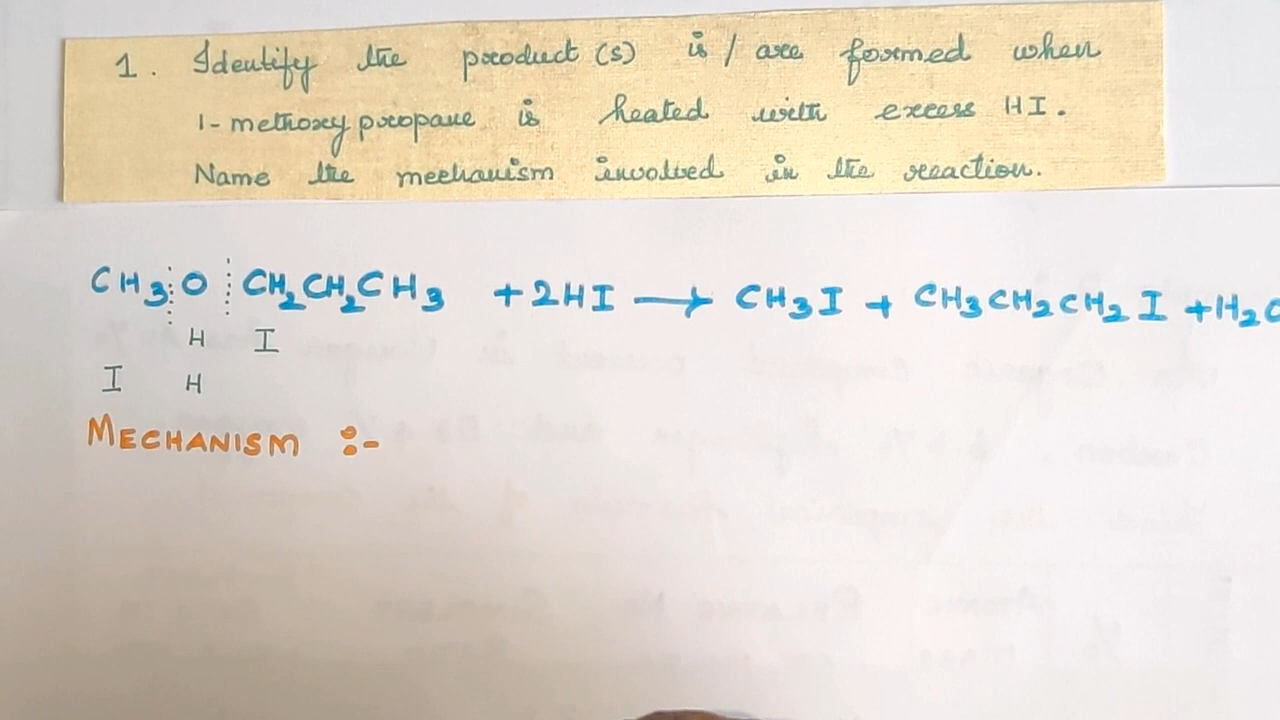 1. Identify the product (s) is / are formed when
1-methoxy propane is heated with excess HI.
Name the mechanism involved in the reaction.
CH3 O CH2CH2CH3 + 2HI → CH3I + CH3CH2CH2I + H2O
H I
I H
MECHANISM :-